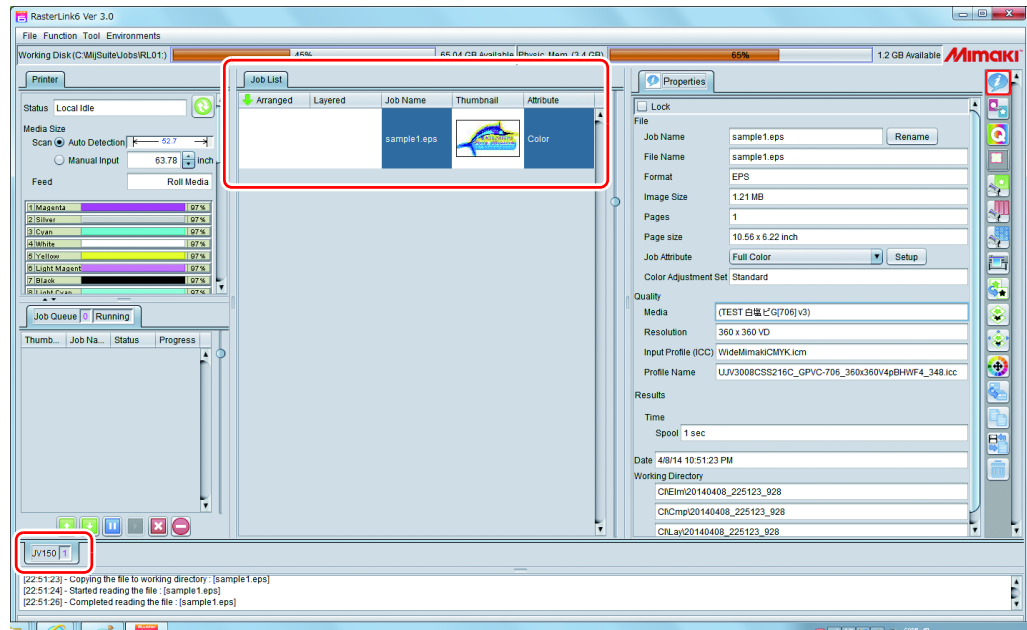 RasterLink6 Ver 3.0
File Function Tool Environments
Working Disk (C:\MijSuite\Jobs\RL01:) 45% 65.04 GB Available Physic. Mem. (3.4 GB) 65% 1.2 GB Available Mimaki
Printer
Status Local Idle
Media Size
Scan Auto Detection 62.7
Manual Input 63.78 inch
Feed Roll Media
1 Magenta 97%
2 Silver 97%
3 Cyan 97%
4 White 97%
5 Yellow 97%
6 Light Magent 97%
7 Black 97%
8 Light Cyan 97%
Job Queue 0 Running
Thumb... Job Na... Status Progress
Job List
Arranged Layered Job Name Thumbnail Attribute
sample1.eps Color
Properties
Lock
File
Job Name sample1.eps Rename
File Name sample1.eps
Format EPS
Image Size 1.21 MB
Pages 1
Page size 10.56 x 6.22 inch
Job Attribute Full Color Setup
Color Adjustment Set Standard
Quality
Media (TEST 白塩ビG[706] v3)
Resolution 360 x 360 VD
Input Profile (ICC) WideMimakiCMYK.icm
Profile Name UJV3008CSS216C_GPVC-706_360x360V4pBHWF4_348.icc
Results
Time
Spool 1 sec
Date 4/8/14 10:51:23 PM
Working Directory
C\\Elm\20140408_225123_928
C\\Cmp\20140408_225123_928
C\\Lay\20140408_225123_928
JV150 1
[22:51:23] - Copying the file to working directory : [sample1.eps]
[22:51:24] - Started reading the file : [sample1.eps]
[22:51:26] - Completed reading the file : [sample1.eps]